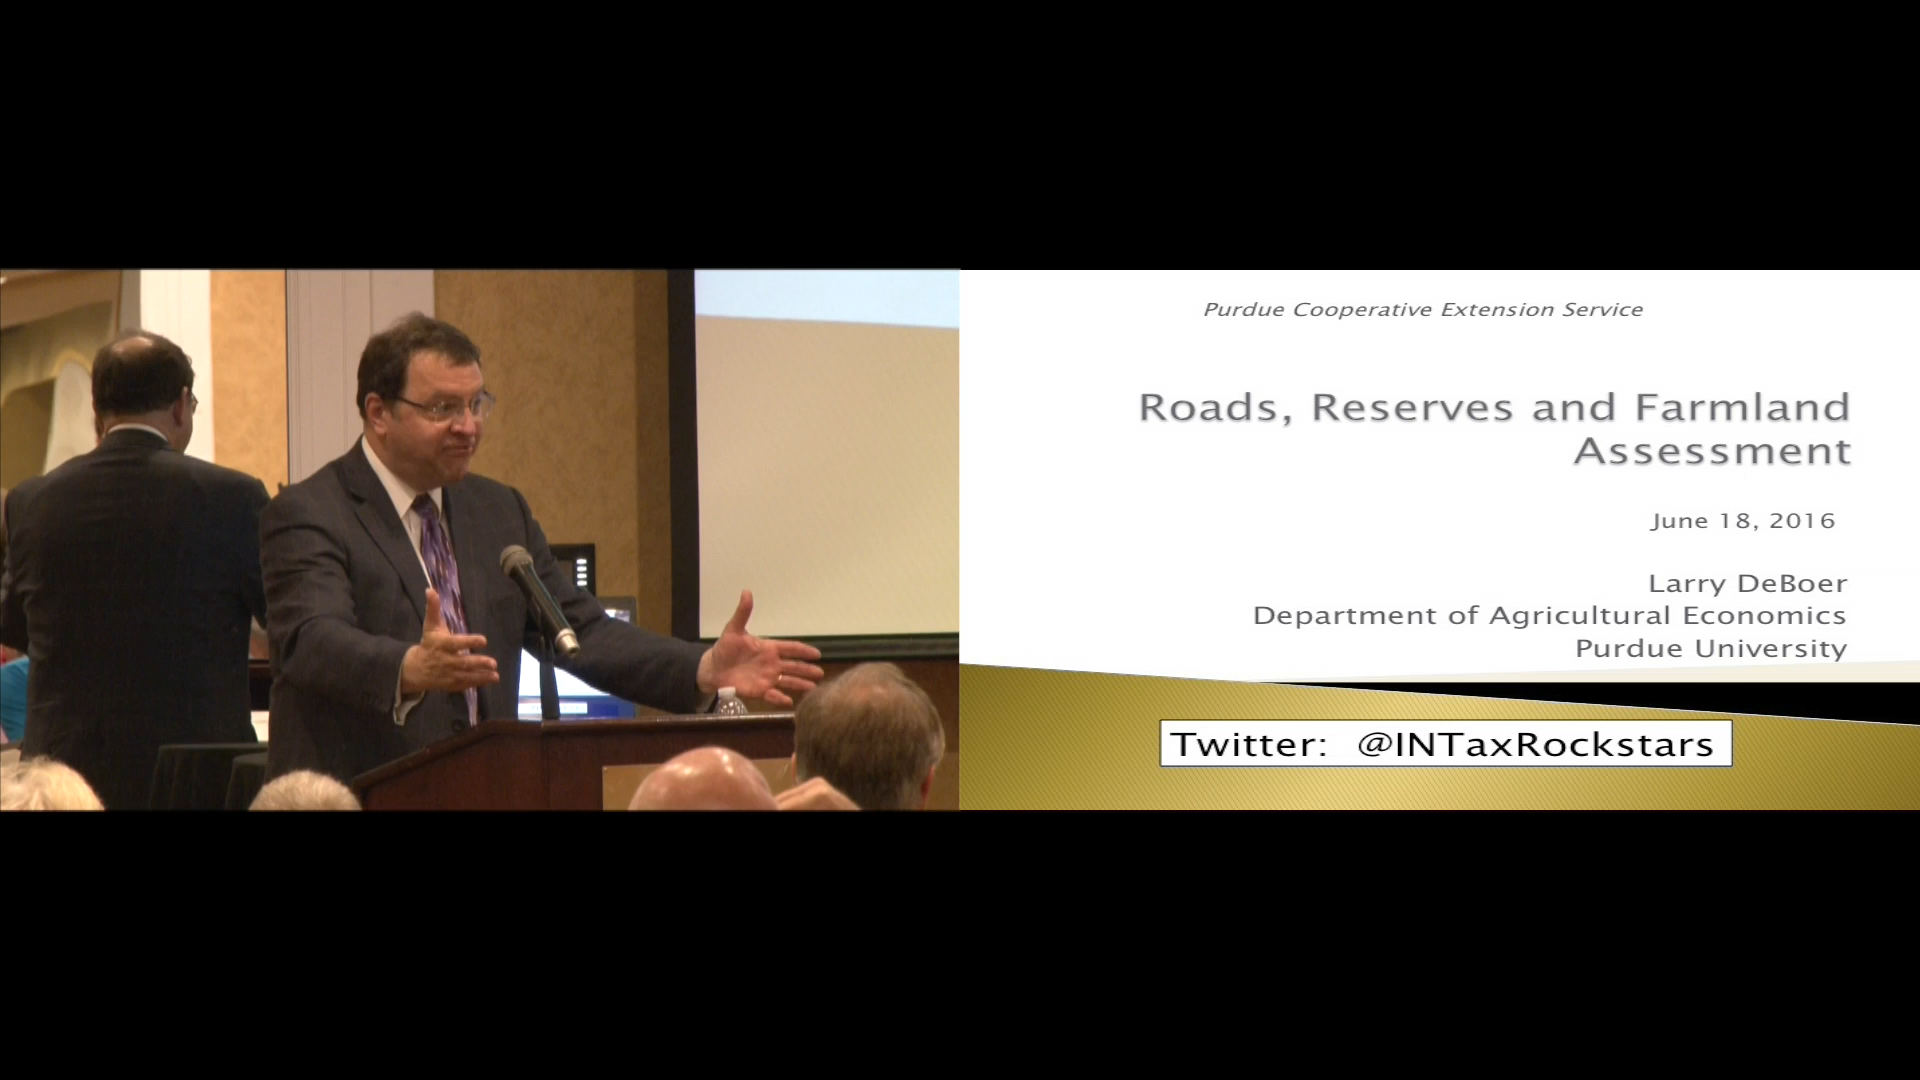 Purdue Cooperative Extension Service
Roads, Reserves and Farmland
Assessment
June 18, 2016
Larry DeBoer
Department of Agricultural Economics
Purdue University
Twitter: @INTaxRockstars